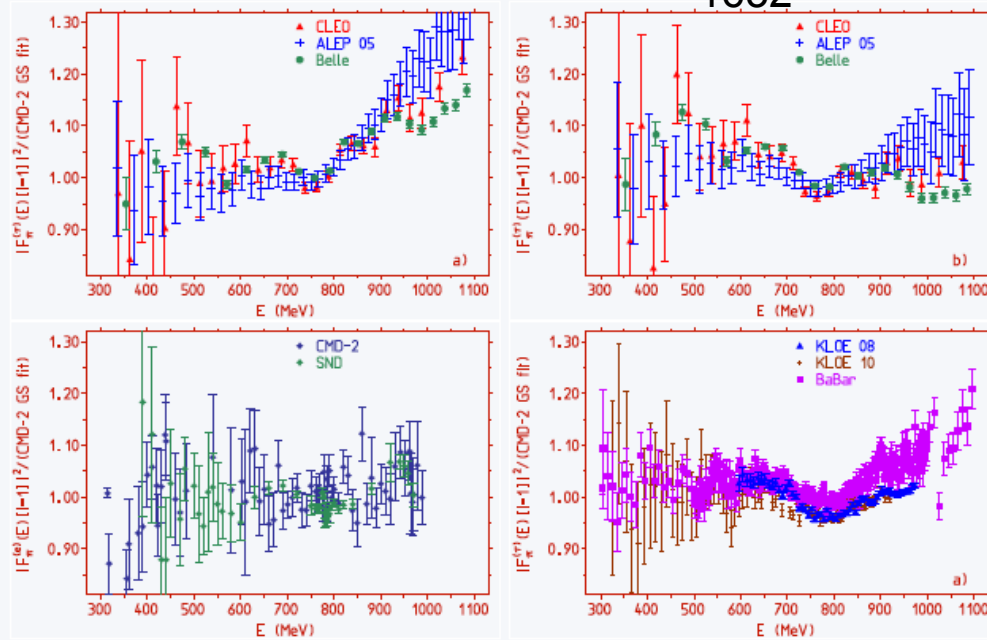 1.30
1.20
1.10
1.00
0.90
300 400 500 600 700 800 900 1000 1100
E (MeV)
|Fπ(τ)(E)[I=1]|²/(CMD-2 GS fit)
CLEO
ALEP 05
Belle
a)
1.30
1.20
1.10
1.00
0.90
300 400 500 600 700 800 900 1000 1100
E (MeV)
|Fπ(τ)(E)[I=1]|²/(CMD-2 GS fit)
CLEO
ALEP 05
Belle
b)
1.30
1.20
1.10
1.00
0.90
300 400 500 600 700 800 900 1000 1100
E (MeV)
|Fπ(e)(E)[I=1]|²/(CMD-2 GS fit)
CMD-2
SND
1.30
1.20
1.10
1.00
0.90
300 400 500 600 700 800 900 1000 1100
E (MeV)
|Fπ(τ)(E)[I=1]|²/(CMD-2 GS fit)
KLOE 08
KLOE 10
BaBar
a)